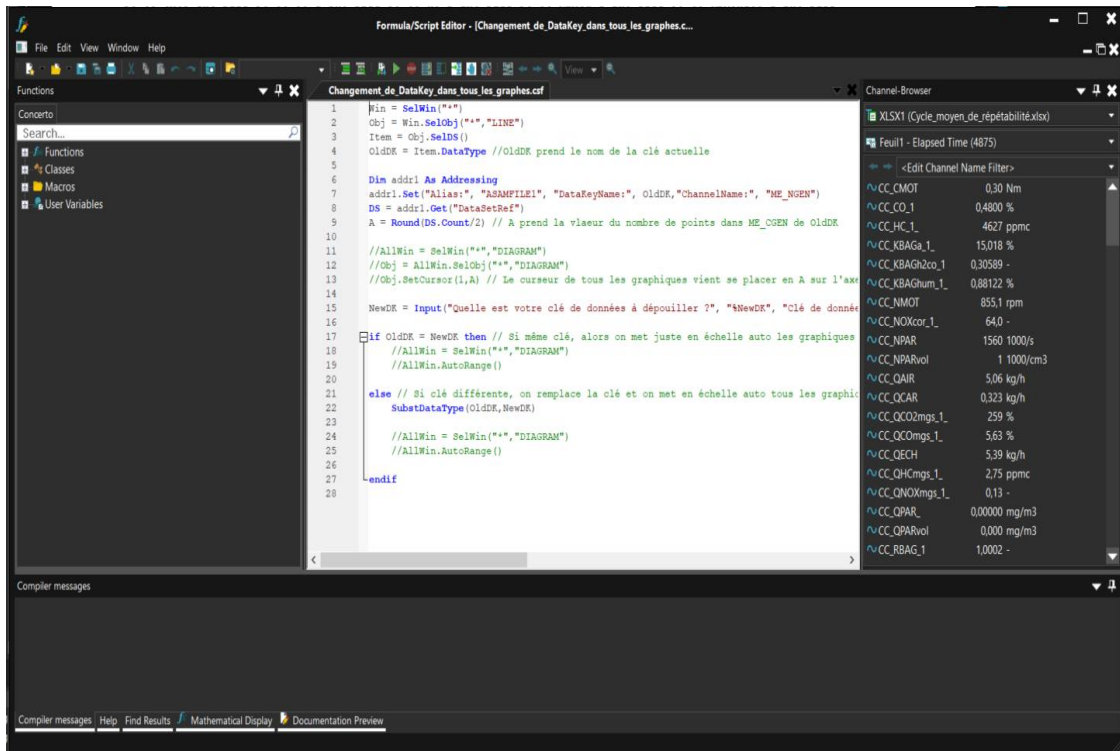 Formula/Script Editor - [Changement_de_DataKey_dans_tous_les_graphes.c...
File Edit View Window Help
View
Functions
Concerto
Search...
Functions
Classes
Macros
User Variables
Changement_de_DataKey_dans_tous_les_graphes.csf
1 Win = SelWin("*")
2 Obj = Win.SelObj("*","LINE")
3 Item = Obj.SelDS()
4 OldDK = Item.DataType //OldDK prend le nom de la clé actuelle
5
6 Dim addr1 As Addressing
7 addr1.Set("Alias:", "ASAMFILE1", "DataKeyName:", OldDK,"ChannelName:", "ME_NGEN")
8 DS = addr1.Get("DataSetRef")
9 A = Round(DS.Count/2) // A prend la vlaeur du nombre de points dans ME_CGEN de OldDK
10
11 //AllWin = SelWin("*","DIAGRAM")
12 //Obj = AllWin.SelObj("*","DIAGRAM")
13 //Obj.SetCursor(1,A) // Le curseur de tous les graphiques vient se placer en A sur l'axe
14
15 NewDK = Input("Quelle est votre clé de données à dépouiller ?", "%NewDK", "Clé de donnée
16
17 if OldDK = NewDK then // Si même clé, alors on met juste en échelle auto les graphiques
18 //AllWin = SelWin("*","DIAGRAM")
19 //AllWin.AutoRange()
20
21 else // Si clé différente, on remplace la clé et on met en échelle auto tous les graphiq
22 SubstDataType(OldDK,NewDK)
23
24 //AllWin = SelWin("*","DIAGRAM")
25 //AllWin.AutoRange()
26
27 endif
28
Channel-Browser
XLSX1 (Cycle_moyen_de_répétabilité.xlsx)
Feuil1 - Elapsed Time (4875)
<Edit Channel Name Filter>
CC_CMOT 0,30 Nm
CC_CO_1 0,4800 %
CC_HC_1_ 4627 ppmc
CC_KBAGa_1_ 15,018 %
CC_KBAGh2co_1 0,30589 -
CC_KBAGhum_1_ 0,88122 %
CC_NMOT 855,1 rpm
CC_NOXcor_1_ 64,0 -
CC_NPAR 1560 1000/s
CC_NPARvol 1 1000/cm3
CC_QAIR 5,06 kg/h
CC_QCAR 0,323 kg/h
CC_QCO2mgs_1_ 259 %
CC_QCOmgs_1_ 5,63 %
CC_QECH 5,39 kg/h
CC_QHCmgs_1_ 2,75 ppmc
CC_QNOXmgs_1_ 0,13 -
CC_QPAR_ 0,00000 mg/m3
CC_QPARvol 0,000 mg/m3
CC_RBAG_1 1,0002 -
Compiler messages
Compiler messages Help Find Results Mathematical Display Documentation Preview